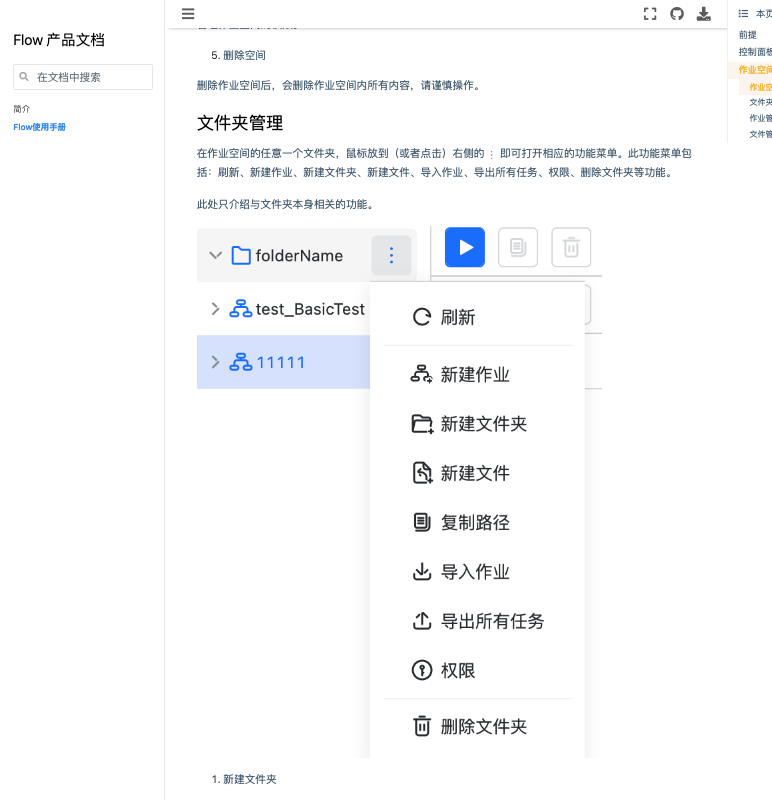 Flow 产品文档
在文档中搜索
简介
Flow使用手册
5. 删除空间
删除作业空间后，会删除作业空间内所有内容，请谨慎操作。
文件夹管理
在作业空间的任意一个文件夹，鼠标放到（或者点击）右侧的 ⋮ 即可打开相应的功能菜单。此功能菜单包
括：刷新、新建作业、新建文件夹、新建文件、导入作业、导出所有任务、权限、删除文件夹等功能。
此处只介绍与文件夹本身相关的功能。
folderName
test_BasicTest
11111
刷新
新建作业
新建文件夹
新建文件
复制路径
导入作业
导出所有任务
权限
删除文件夹
1. 新建文件夹
本页
前提
控制面板
作业空间
作业空
文件夹
作业管
文件管